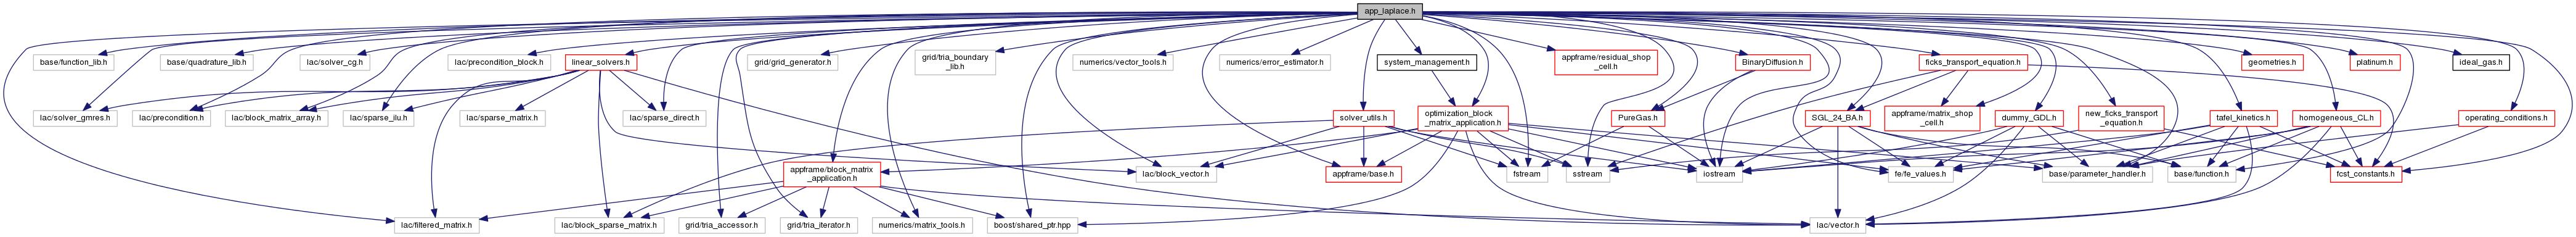 app_laplace.h
base/function_lib.h
base/quadrature_lib.h
lac/solver_cg.h
lac/precondition_block.h
linear_solvers.h
grid/grid_generator.h
grid/tria_boundary
_lib.h
numerics/vector_tools.h
numerics/error_estimator.h
system_management.h
appframe/residual_shop
_cell.h
BinaryDiffusion.h
ficks_transport_equation.h
geometries.h
platinum.h
ideal_gas.h
lac/solver_gmres.h
lac/precondition.h
lac/block_matrix_array.h
lac/sparse_ilu.h
lac/sparse_matrix.h
lac/sparse_direct.h
solver_utils.h
optimization_block
_matrix_application.h
PureGas.h
SGL_24_BA.h
appframe/matrix_shop
_cell.h
dummy_GDL.h
new_ficks_transport
_equation.h
tafel_kinetics.h
homogeneous_CL.h
operating_conditions.h
appframe/block_matrix
_application.h
lac/block_vector.h
appframe/base.h
fstream
sstream
iostream
fe/fe_values.h
base/parameter_handler.h
base/function.h
fcst_constants.h
lac/filtered_matrix.h
lac/block_sparse_matrix.h
grid/tria_accessor.h
grid/tria_iterator.h
numerics/matrix_tools.h
boost/shared_ptr.hpp
lac/vector.h